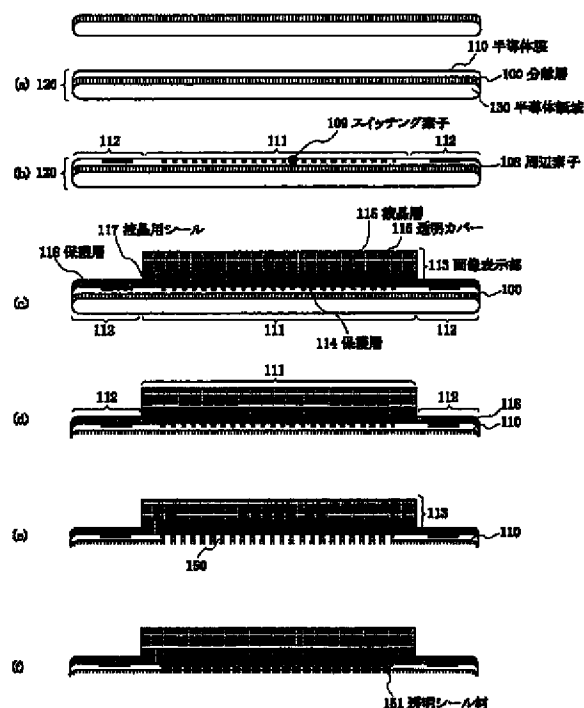 110 半導体膜
100 分離層
(a) 120
130 半導体領域
109 スイッチング素子
112 111 112
(b) 120
108 周辺素子
117 液晶用シール
115 液晶層
116 透明カバー
118 保護層
113 画像表示部
(c)
100
113 111 112
114 保護層
111
112 112
(d)
118
110
113
(e)
110
150
(f)
151 透明シール材